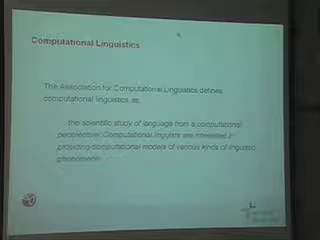 Computational Linguistics
The Association for Computational Linguistics defines
computational linguistics as:
the scientific study of language from a computational
perspective. Computational linguists are interested in
providing computational models of various kinds of linguistic
phenomena